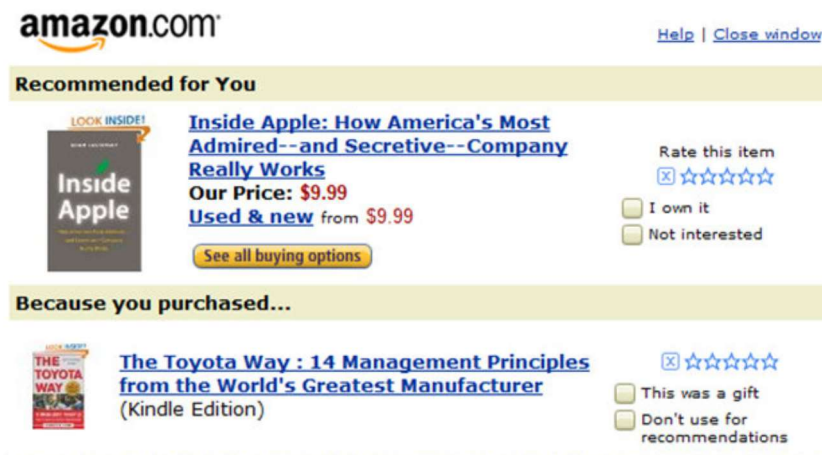 amazon.com
Help | Close window
Recommended for You
LOOK INSIDE!
Inside Apple: How America's Most
Admired--and Secretive--Company
Really Works
Our Price: $9.99
Used & new from $9.99
See all buying options
Rate this item
I own it
Not interested
Inside
Apple
Because you purchased...
LOOK INSIDE!
THE
TOYOTA
WAY
The Toyota Way : 14 Management Principles
from the World's Greatest Manufacturer
(Kindle Edition)
This was a gift
Don't use for
recommendations